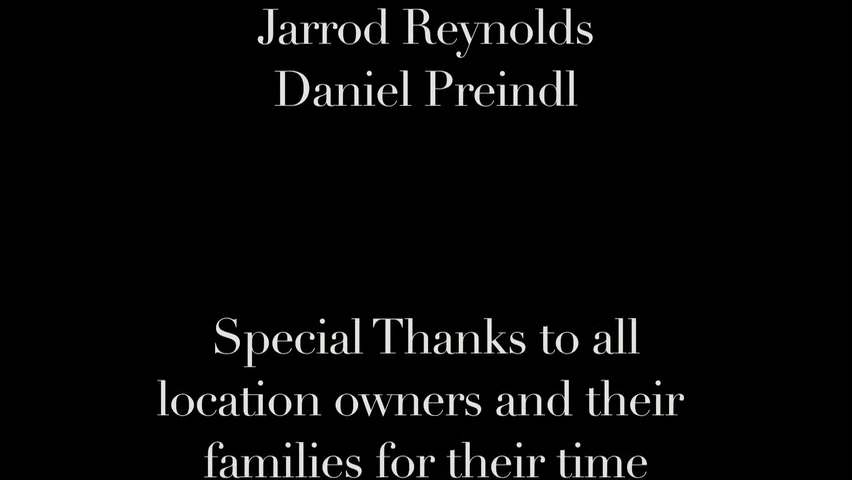 Jarrod Reynolds
Daniel Preindl
Special Thanks to all
location owners and their
families for their time